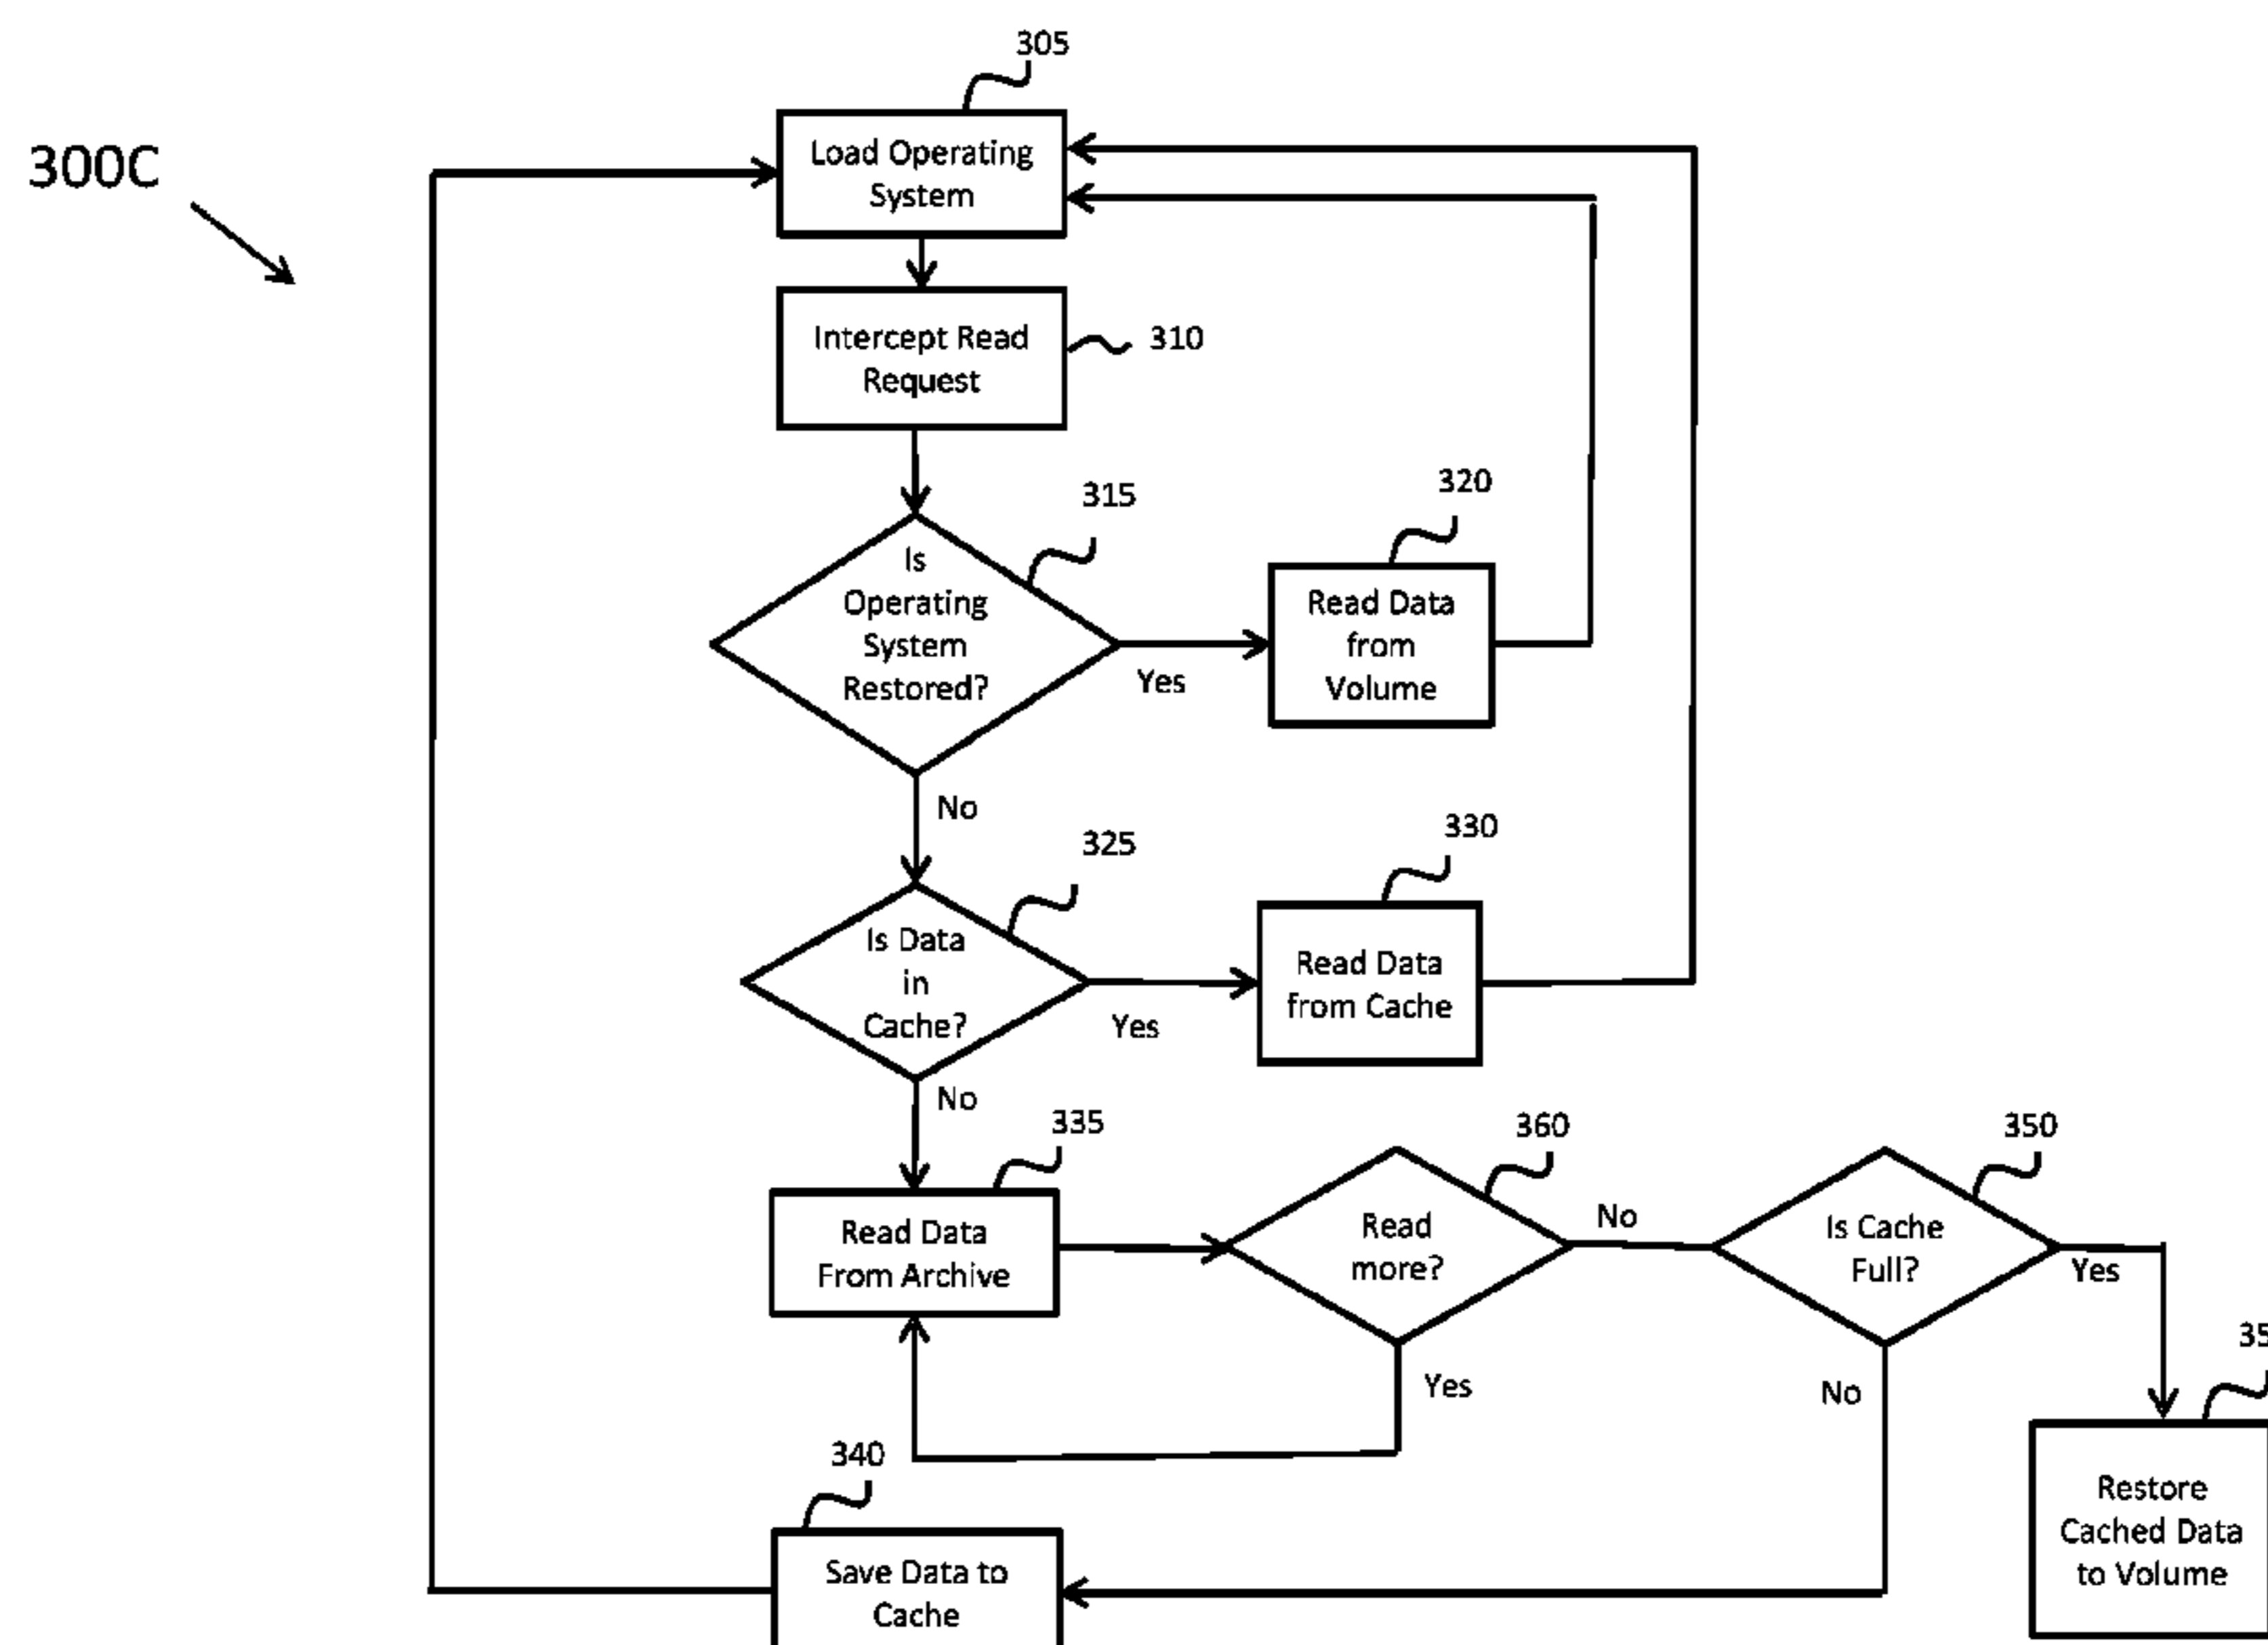 305
300C
Load Operating
System
Intercept Read
Request
310
315
320
Is
Operating
System
Restored?
Yes
Read Data
from
Volume
No
325
330
Is Data
in
Cache?
Yes
Read Data
from Cache
No
335
360
350
Read Data
From Archive
Read
more?
No
Is Cache
Full?
Yes
Yes
No
340
Save Data to
Cache
Restore
Cached Data
to Volume